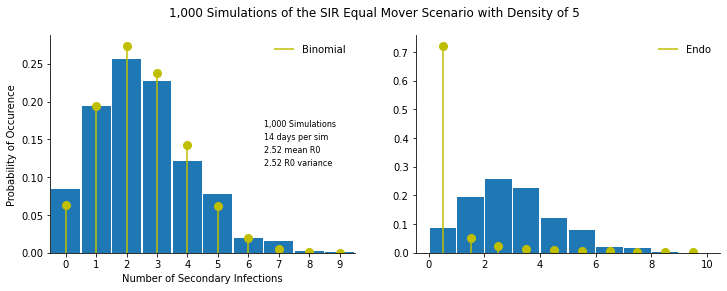 1,000 Simulations of the SIR Equal Mover Scenario with Density of 5
Probability of Occurence
0.25
0.20
0.15
0.10
0.05
0.00
Binomial
1,000 Simulations
14 days per sim
2.52 mean R0
2.52 R0 variance
0 1 2 3 4 5 6 7 8 9
Number of Secondary Infections
0.7
0.6
0.5
0.4
0.3
0.2
0.1
0.0
Endo
0 2 4 6 8 10